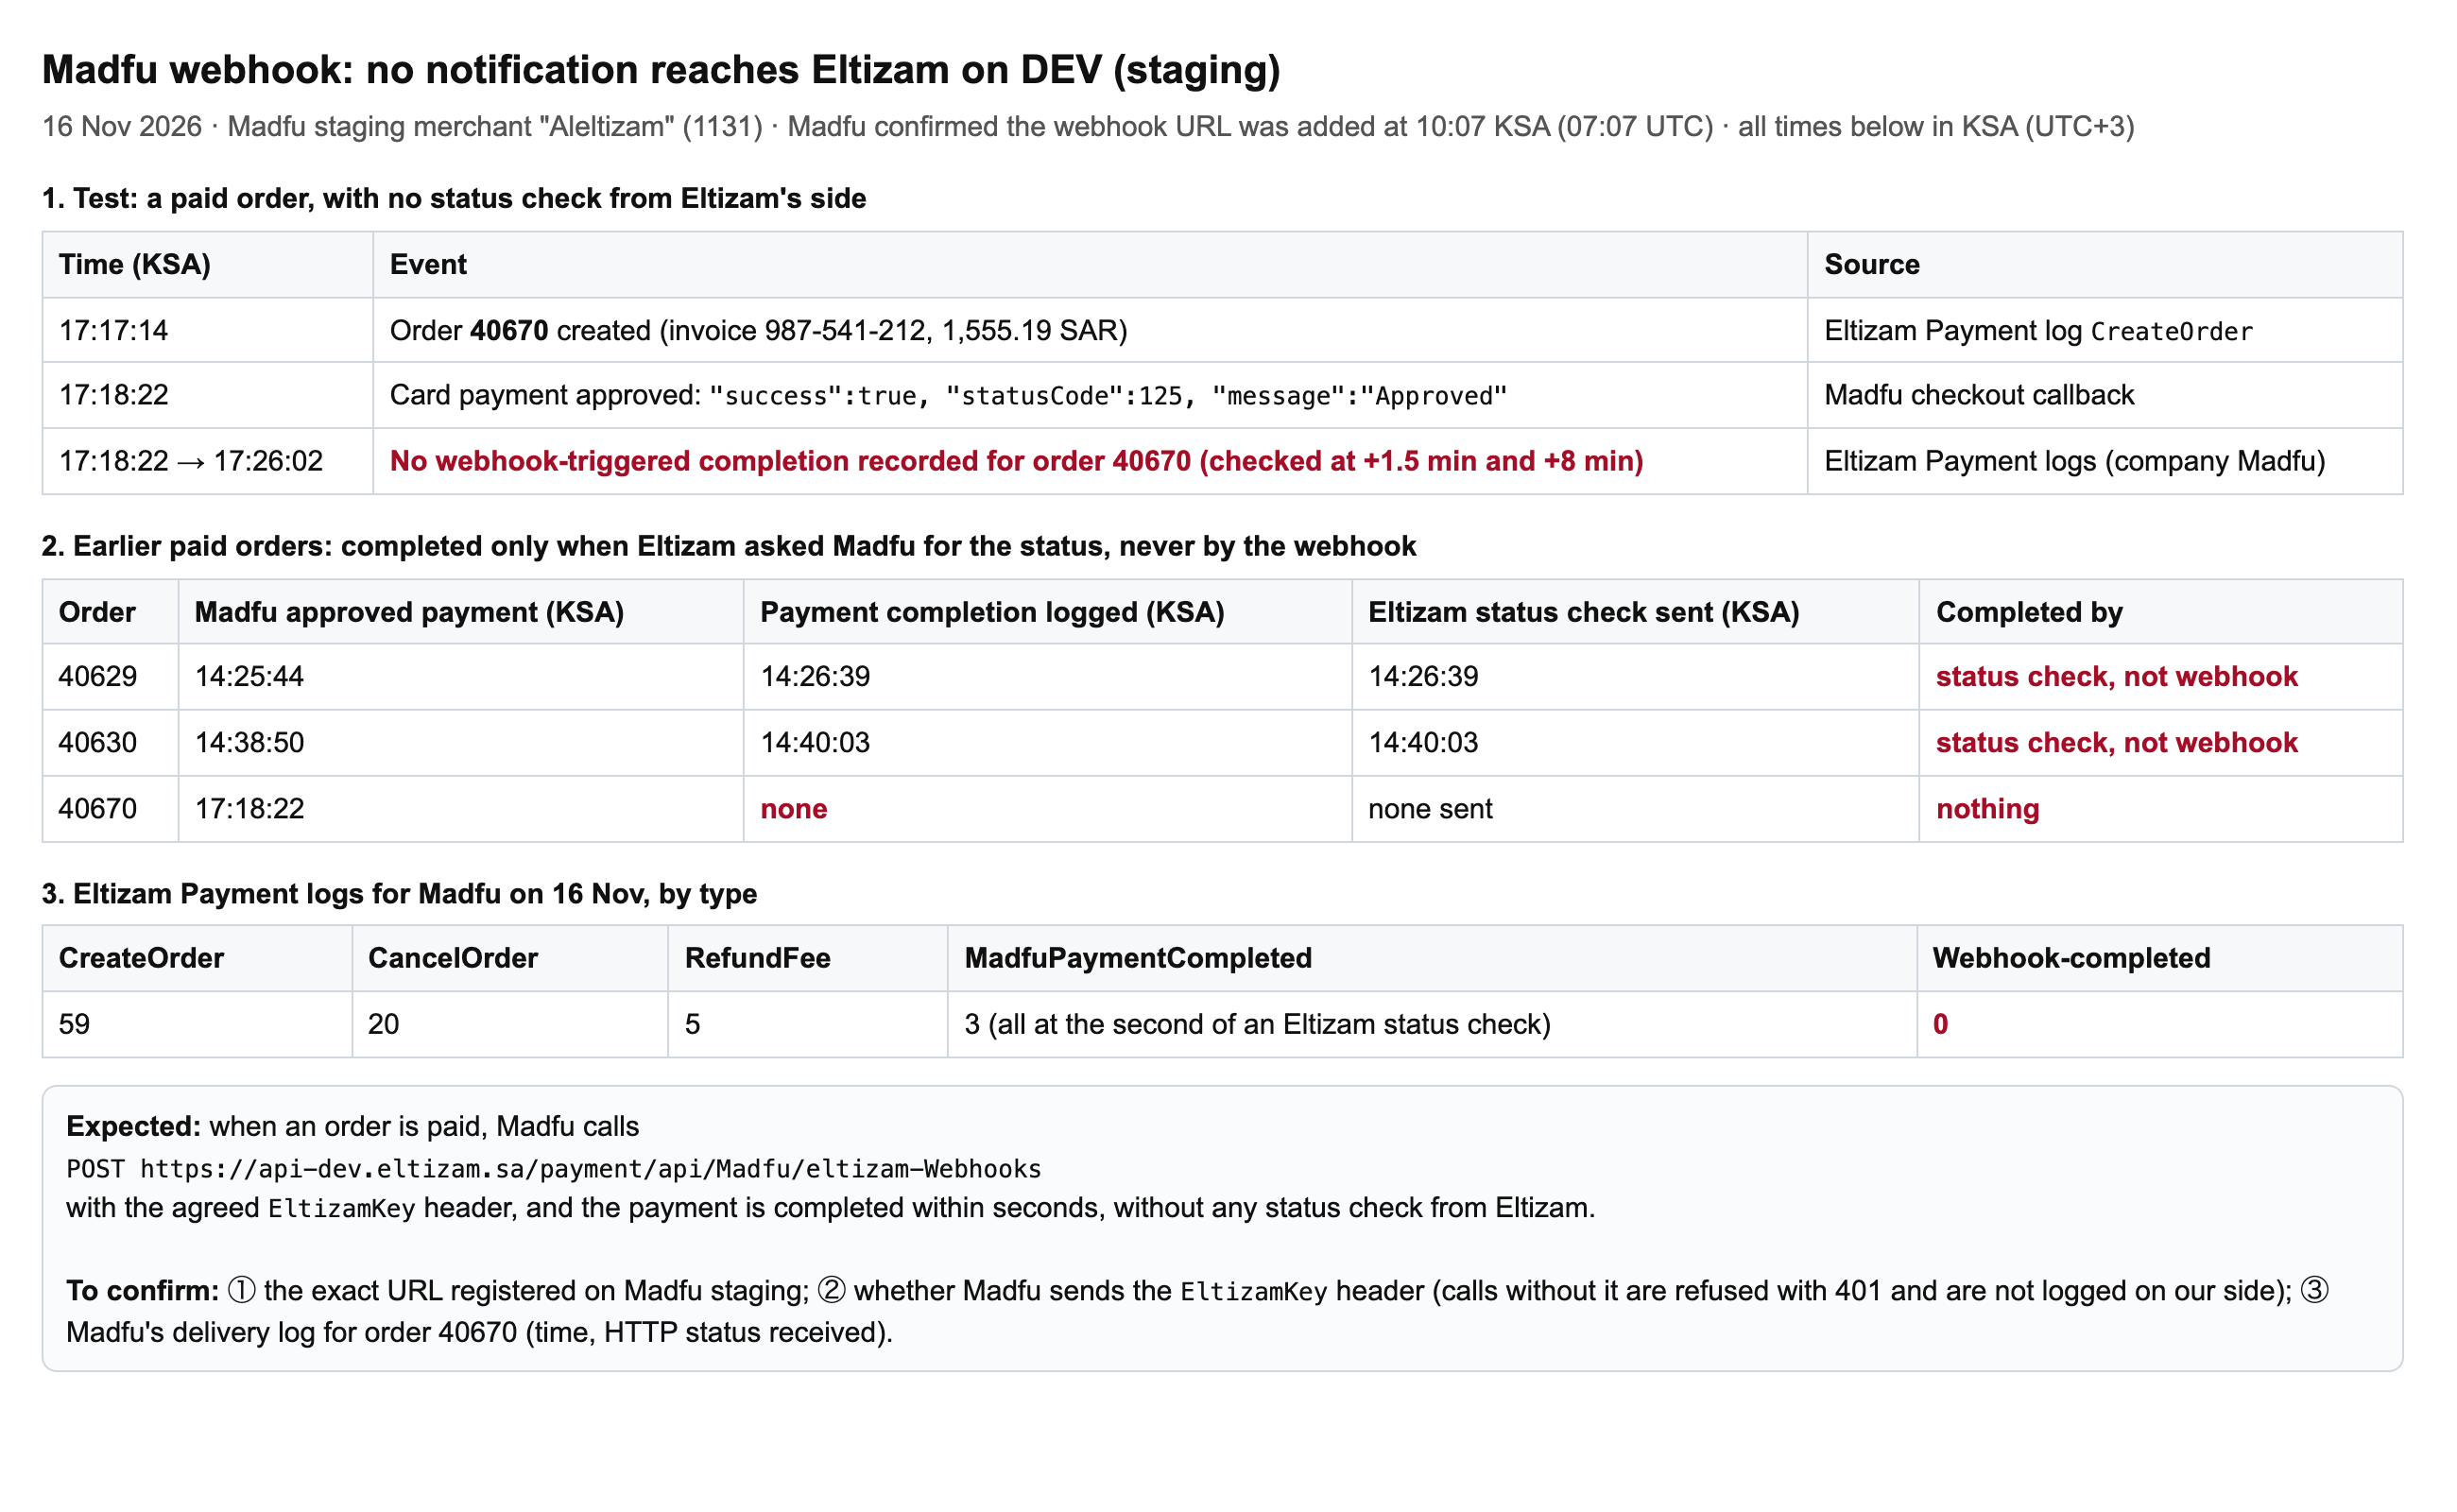 Madfu webhook: no notification reaches Eltizam on DEV (staging)
16 Nov 2026 · Madfu staging merchant "Aleltizam" (1131) · Madfu confirmed the webhook URL was added at 10:07 KSA (07:07 UTC) · all times below in KSA (UTC+3)
1. Test: a paid order, with no status check from Eltizam's side
Time (KSA) Event Source
17:17:14 Order 40670 created (invoice 987-541-212, 1,555.19 SAR) Eltizam Payment log CreateOrder
17:18:22 Card payment approved: "success":true, "statusCode":125, "message":"Approved" Madfu checkout callback
17:18:22 → 17:26:02 No webhook-triggered completion recorded for order 40670 (checked at +1.5 min and +8 min) Eltizam Payment logs (company Madfu)
2. Earlier paid orders: completed only when Eltizam asked Madfu for the status, never by the webhook
Order Madfu approved payment (KSA) Payment completion logged (KSA) Eltizam status check sent (KSA) Completed by
40629 14:25:44 14:26:39 14:26:39 status check, not webhook
40630 14:38:50 14:40:03 14:40:03 status check, not webhook
40670 17:18:22 none none sent nothing
3. Eltizam Payment logs for Madfu on 16 Nov, by type
CreateOrder CancelOrder RefundFee MadfuPaymentCompleted Webhook-completed
59 20 5 3 (all at the second of an Eltizam status check) 0
Expected: when an order is paid, Madfu calls
POST https://api-dev.eltizam.sa/payment/api/Madfu/eltizam-Webhooks
with the agreed EltizamKey header, and the payment is completed within seconds, without any status check from Eltizam.
To confirm: ① the exact URL registered on Madfu staging; ② whether Madfu sends the EltizamKey header (calls without it are refused with 401 and are not logged on our side); ③
Madfu's delivery log for order 40670 (time, HTTP status received).